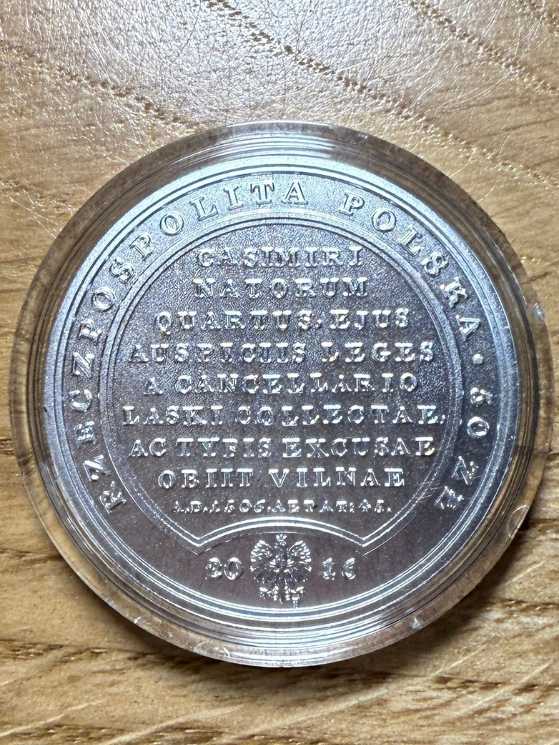 RZECZPOSPOLITA POLSKA · 50 ZŁ
CASIMIRI
NATORUM
QUARTUS. EJUS
AUSPICIIS LEGES
A CANCELLARIO
LASKI COLLECTAE,
AC TYPIS EXCUSAE
OBIIT VILNAE
A.D. 1506. AETAT: 45.
20 16